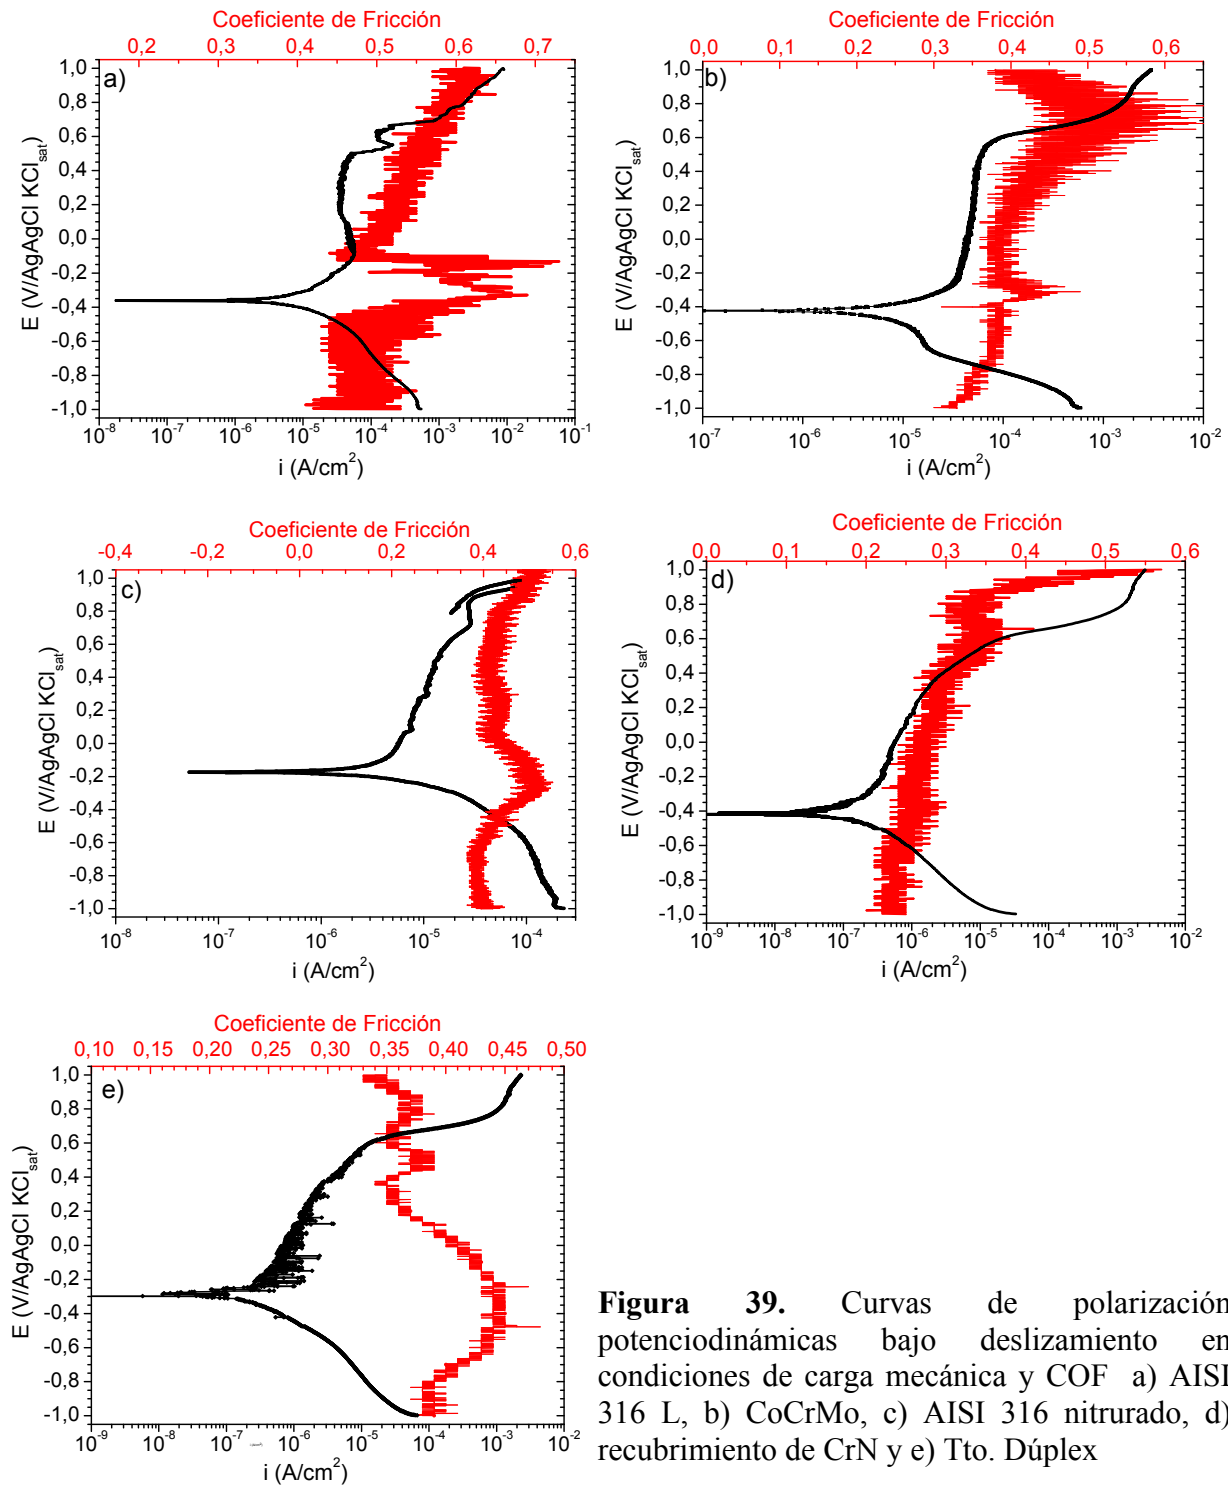 Coeficiente de Fricción
0,2 0,3 0,4 0,5 0,6 0,7
a)
1,0
0,8
0,6
0,4
0,2
0,0
-0,2
-0,4
-0,6
-0,8
-1,0
E (V/AgAgCl KCl_sat)
10^-8 10^-7 10^-6 10^-5 10^-4 10^-3 10^-2 10^-1
i (A/cm^2)
Coeficiente de Fricción
0,0 0,1 0,2 0,3 0,4 0,5 0,6
b)
1,0
0,8
0,6
0,4
0,2
0,0
-0,2
-0,4
-0,6
-0,8
-1,0
E (V/AgAgCl KCl_sat)
10^-7 10^-6 10^-5 10^-4 10^-3 10^-2
i (A/cm^2)
Coeficiente de Fricción
-0,4 -0,2 0,0 0,2 0,4 0,6
c)
1,0
0,8
0,6
0,4
0,2
0,0
-0,2
-0,4
-0,6
-0,8
-1,0
E (V/AgAgCl KCl_sat)
10^-8 10^-7 10^-6 10^-5 10^-4
i (A/cm^2)
Coeficiente de Fricción
0,0 0,1 0,2 0,3 0,4 0,5 0,6
d)
1,0
0,8
0,6
0,4
0,2
0,0
-0,2
-0,4
-0,6
-0,8
-1,0
E (V/AgAgCl KCl_sat)
10^-9 10^-8 10^-7 10^-6 10^-5 10^-4 10^-3 10^-2
i (A/cm^2)
Coeficiente de Fricción
0,10 0,15 0,20 0,25 0,30 0,35 0,40 0,45 0,50
e)
1,0
0,8
0,6
0,4
0,2
0,0
-0,2
-0,4
-0,6
-0,8
-1,0
E (V/AgAgCl KCl_sat)
10^-9 10^-8 10^-7 10^-6 10^-5 10^-4 10^-3 10^-2
i (A/cm^2)
Figura 39. Curvas de polarización
potenciodinámicas bajo deslizamiento en
condiciones de carga mecánica y COF a) AISI
316 L, b) CoCrMo, c) AISI 316 nitrurado, d)
recubrimiento de CrN y e) Tto. Dúplex